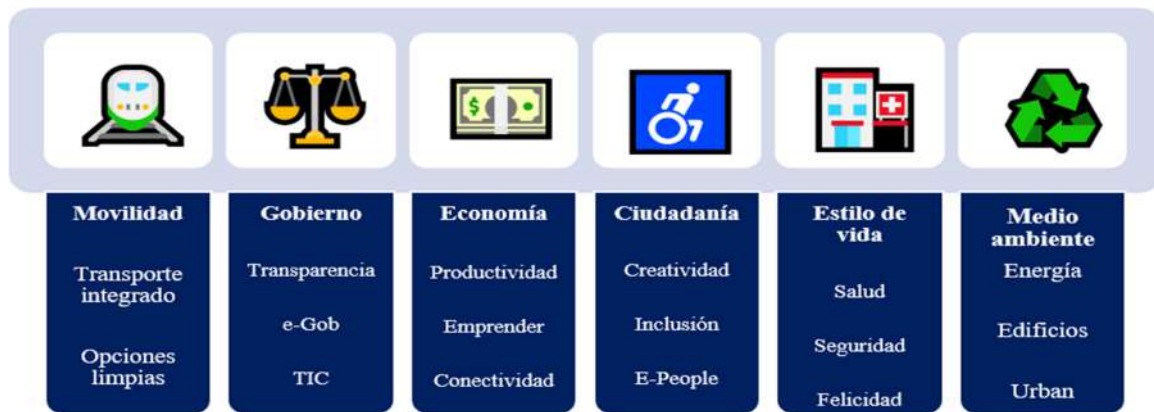 Movilidad
Transporte
integrado
Opciones
limpias
Gobierno
Transparencia
e-Gob
TIC
Economía
Productividad
Emprender
Conectividad
Ciudadanía
Creatividad
Inclusión
E-People
Estilo de
vida
Salud
Seguridad
Felicidad
Medio
ambiente
Energía
Edificios
Urban